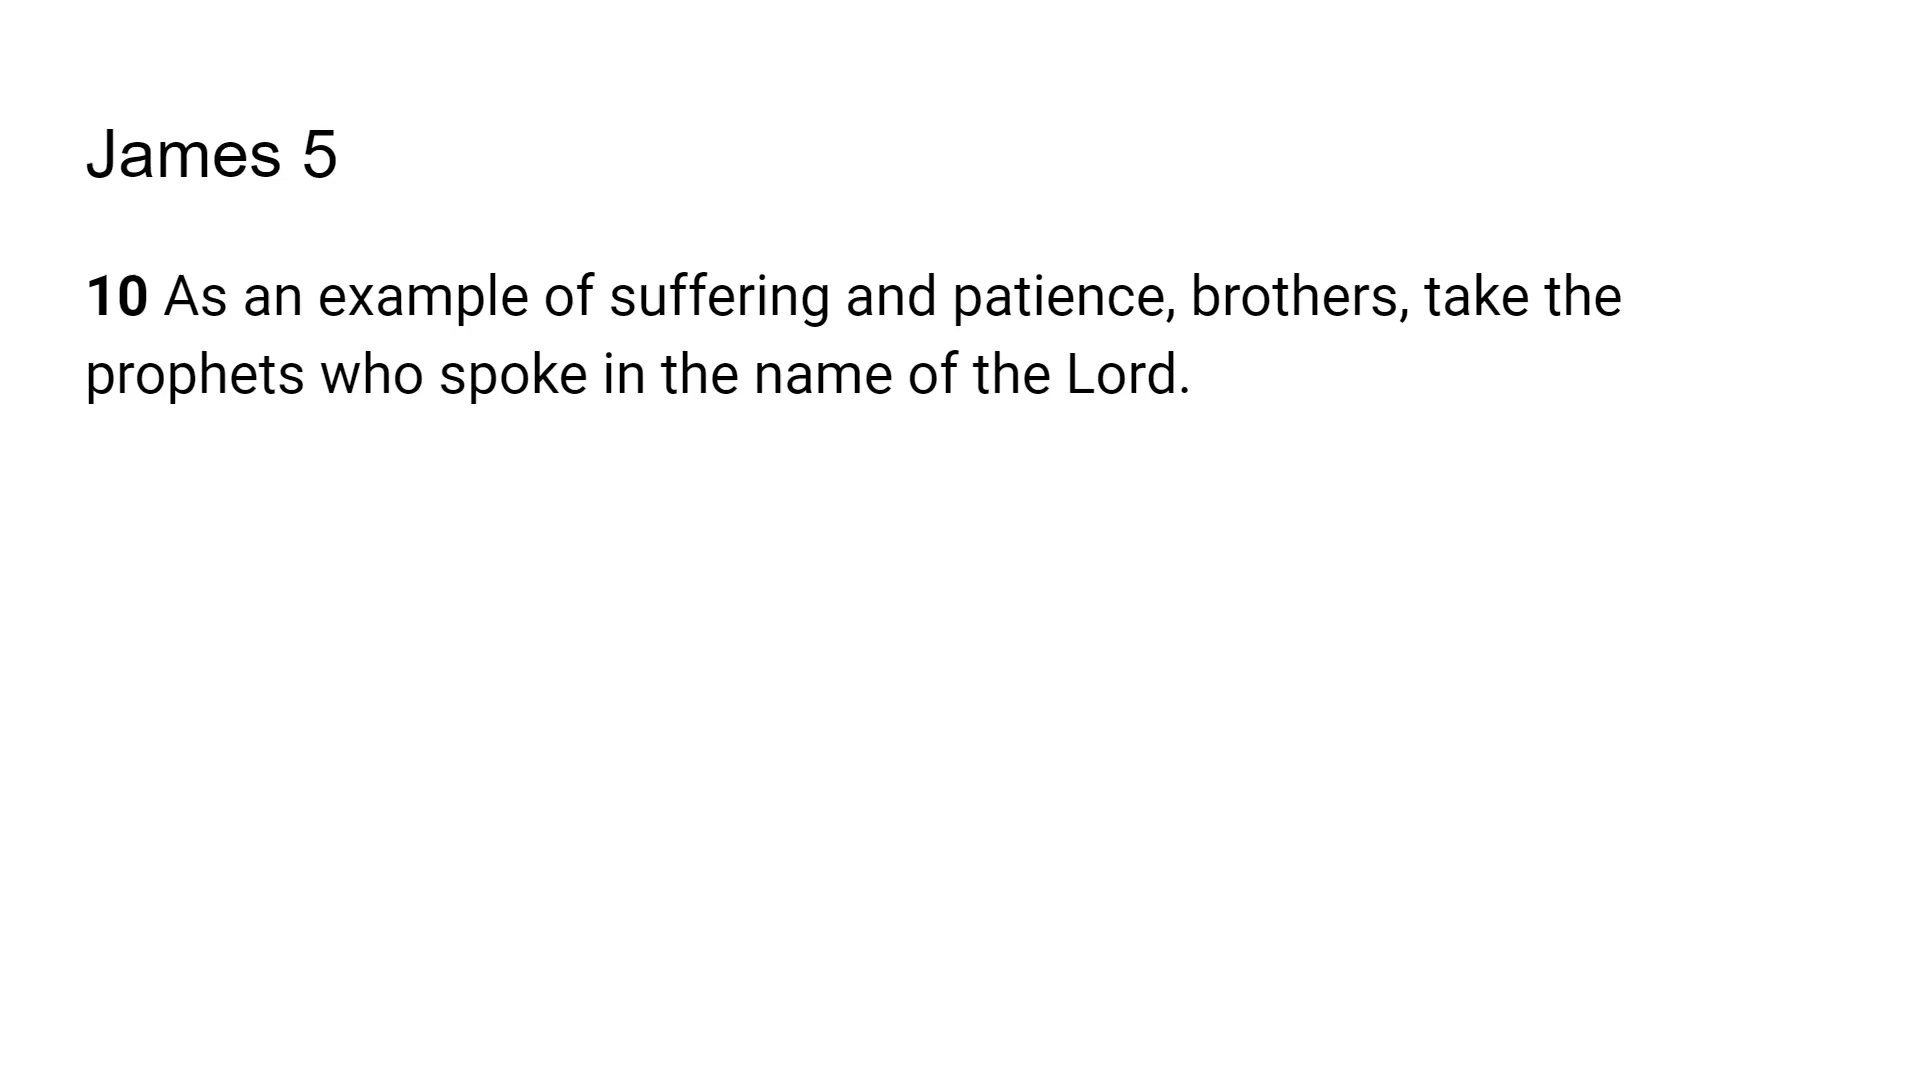 James 5
10 As an example of suffering and patience, brothers, take the
prophets who spoke in the name of the Lord.